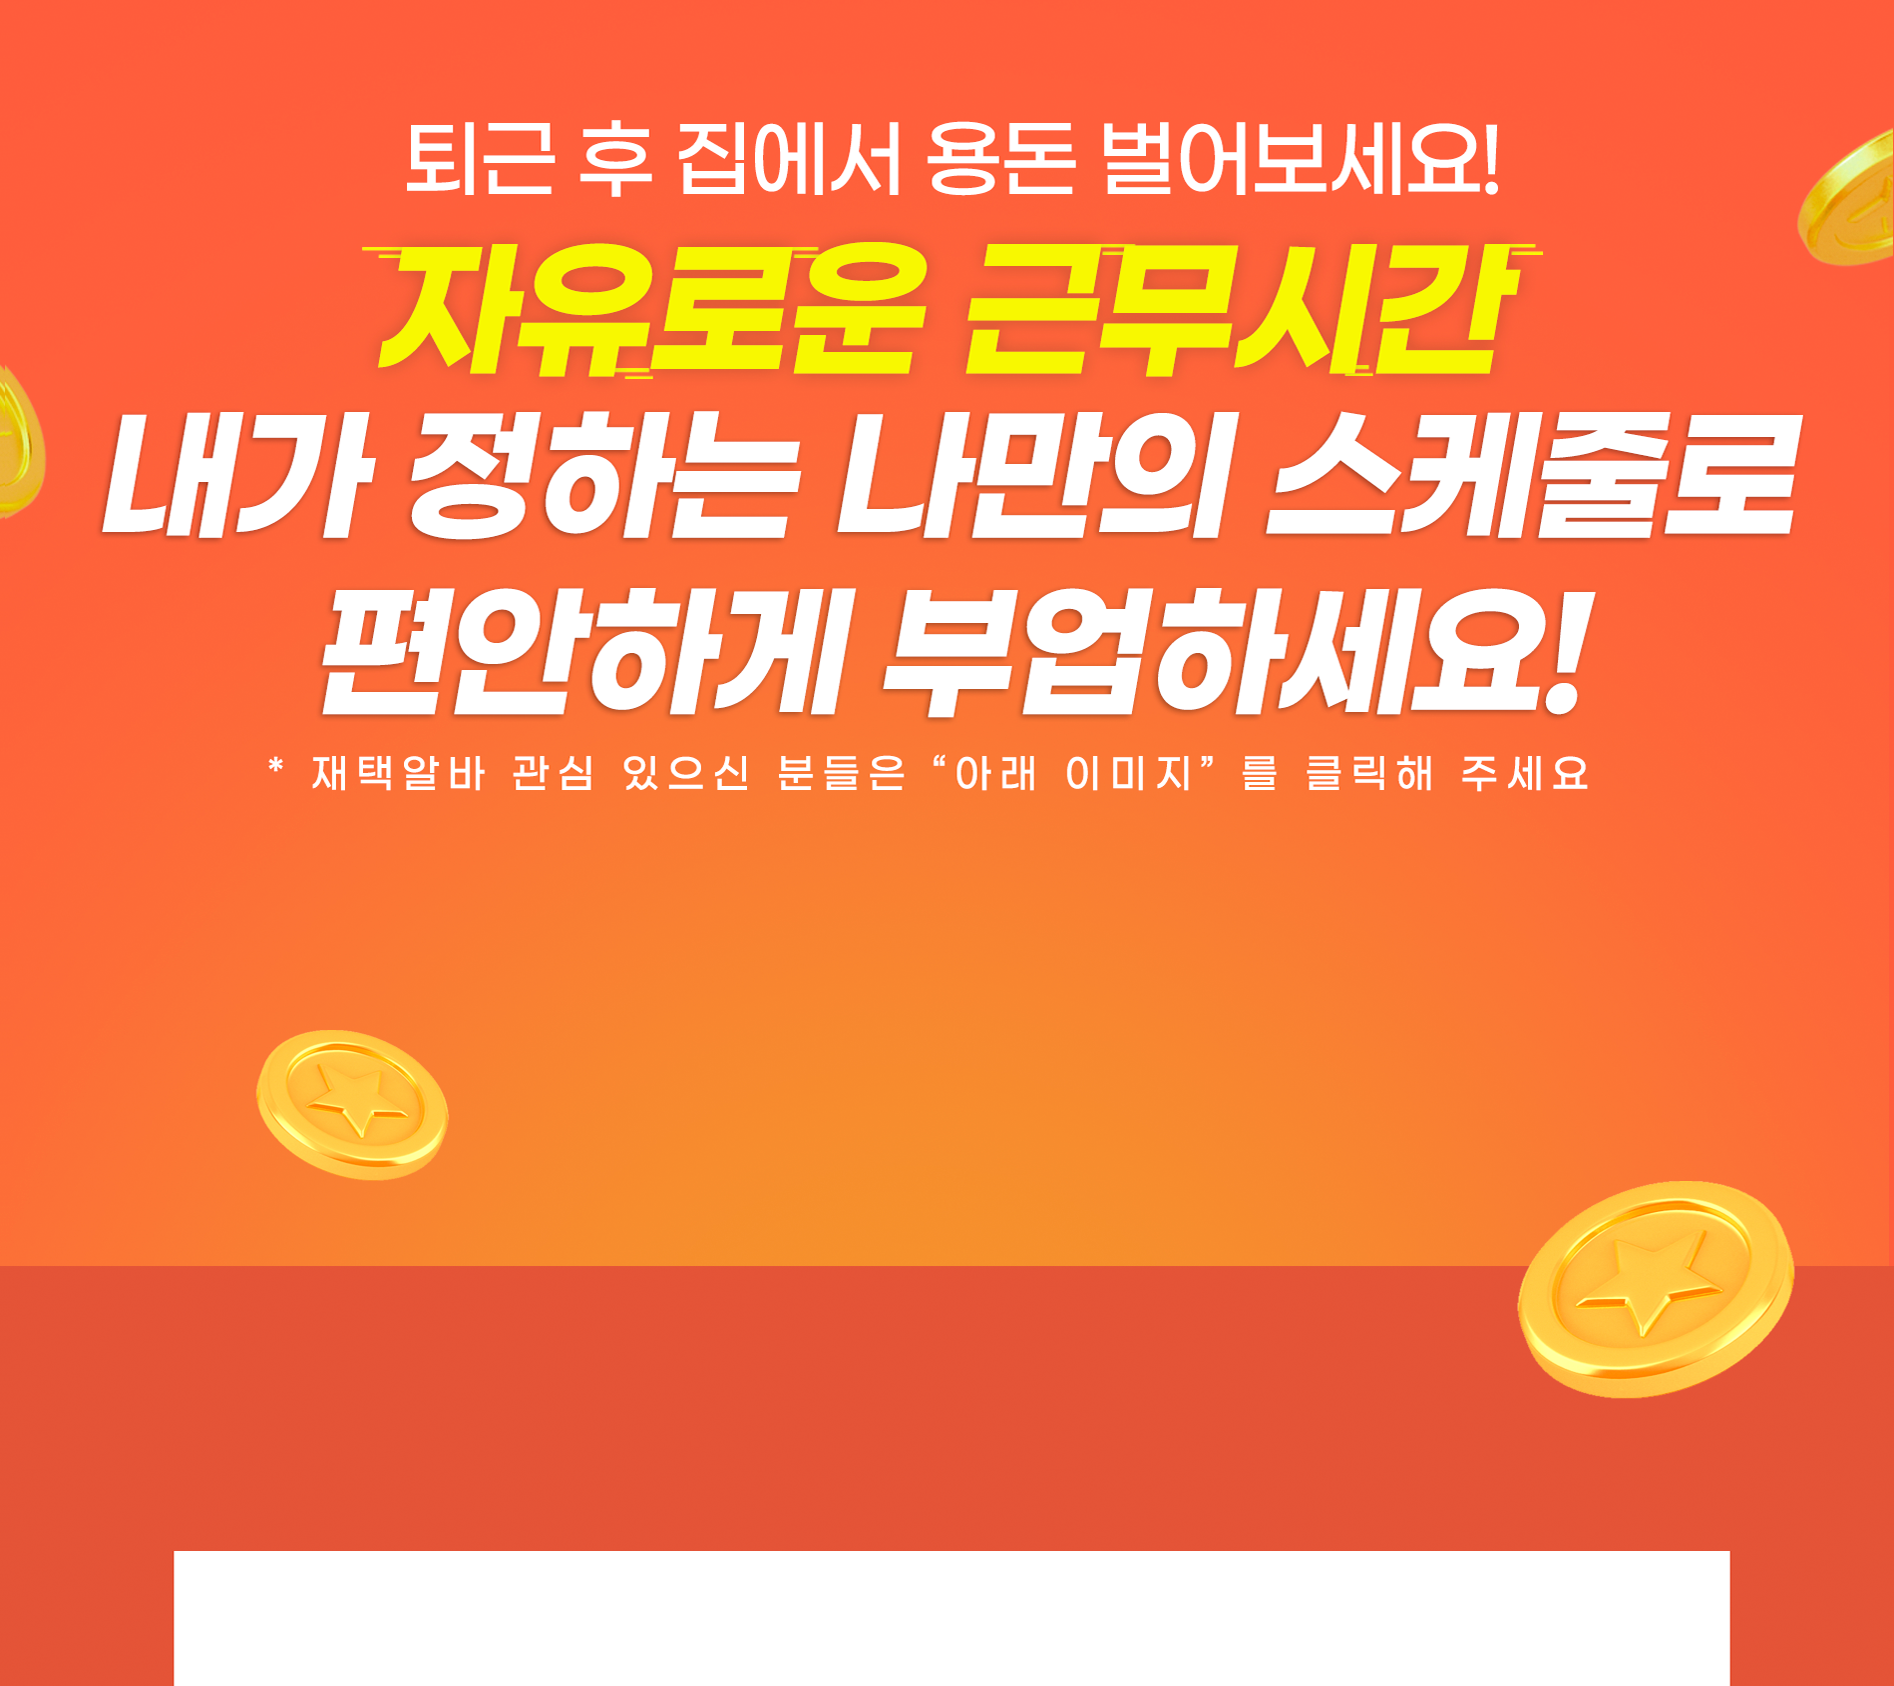 퇴근 후 집에서 용돈 벌어보세요!
자유로운 근무시간
내가 정하는 나만의 스케줄로
편안하게 부업하세요!
* 재택알바 관심 있으신 분들은 “아래 이미지” 를 클릭해 주세요